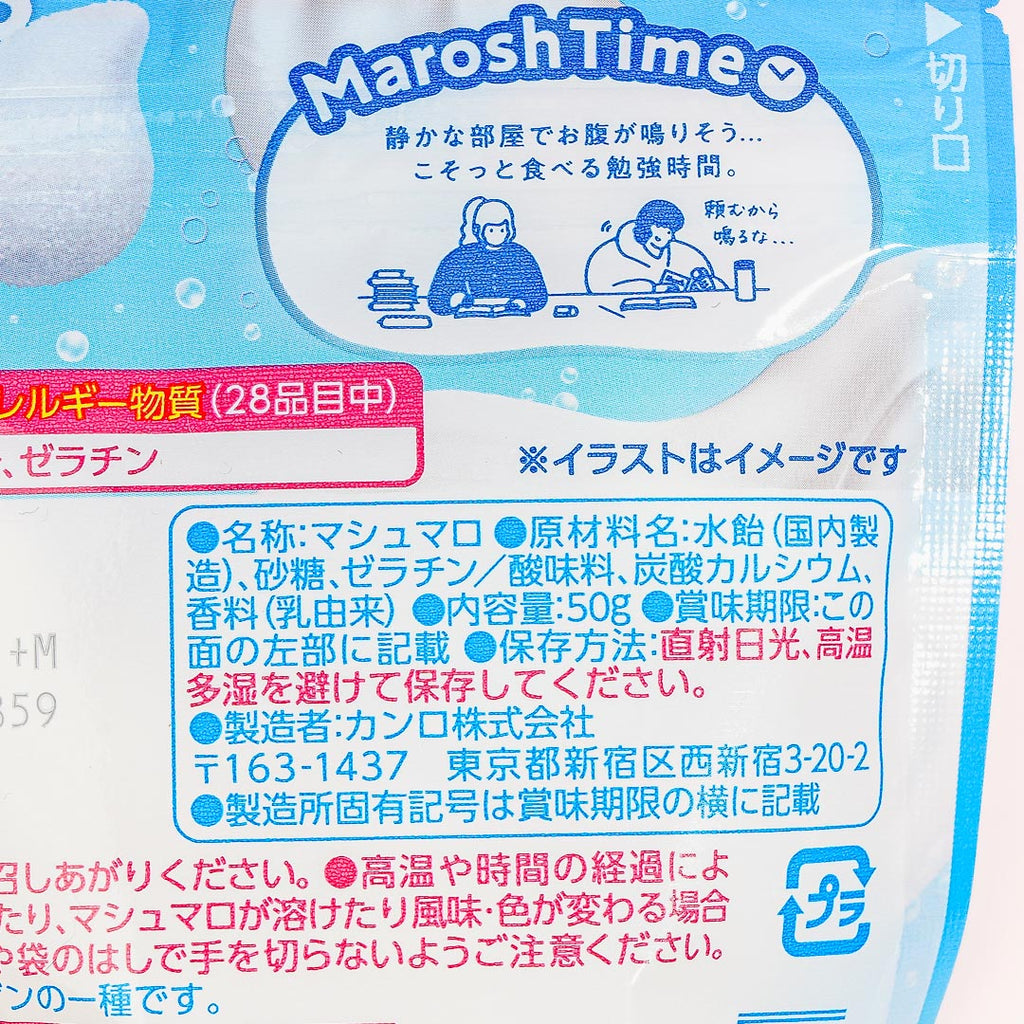 MaroshTime
切り口
静かな部屋でお腹が鳴りそう…
こそっと食べる勉強時間。
頼むから
鳴るな…
レルギー物質(28品目中)
、ゼラチン
※イラストはイメージです
●名称:マシュマロ ●原材料名:水飴(国内製
造)、砂糖、ゼラチン／酸味料、炭酸カルシウム、
香料(乳由来) ●内容量:50g ●賞味期限:この
面の左部に記載 ●保存方法:直射日光、高温
多湿を避けて保存してください。
●製造者:カンロ株式会社
〒163-1437 東京都新宿区西新宿3-20-2
●製造所固有記号は賞味期限の横に記載
+M
359
召しあがりください。●高温や時間の経過によ
たり、マシュマロが溶けたり風味・色が変わる場合
や袋のはしで手を切らないようご注意ください。
ンの一種です。
プラ